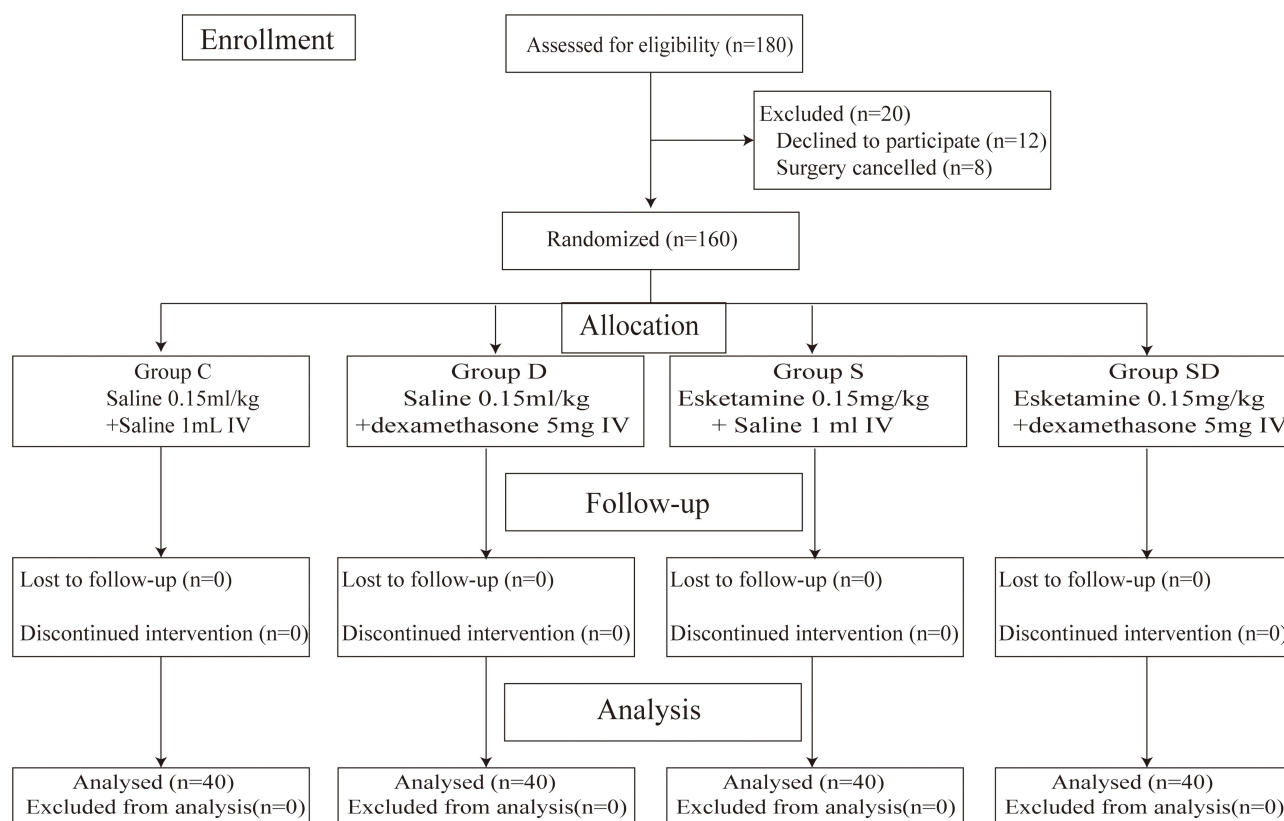 Enrollment
Assessed for eligibility (n=180)
Excluded (n=20)
Declined to participate (n=12)
Surgery cancelled (n=8)
Randomized (n=160)
Allocation
Group C
Saline 0.15ml/kg
+Saline 1mL IV
Group D
Saline 0.15ml/kg
+dexamethasone 5mg IV
Group S
Esketamine 0.15mg/kg
+ Saline 1 ml IV
Group SD
Esketamine 0.15mg/kg
+dexamethasone 5mg IV
Follow-up
Lost to follow-up (n=0)
Discontinued intervention (n=0)
Lost to follow-up (n=0)
Discontinued intervention (n=0)
Lost to follow-up (n=0)
Discontinued intervention (n=0)
Lost to follow-up (n=0)
Discontinued intervention (n=0)
Analysis
Analysed (n=40)
Excluded from analysis(n=0)
Analysed (n=40)
Excluded from analysis(n=0)
Analysed (n=40)
Excluded from analysis(n=0)
Analysed (n=40)
Excluded from analysis(n=0)